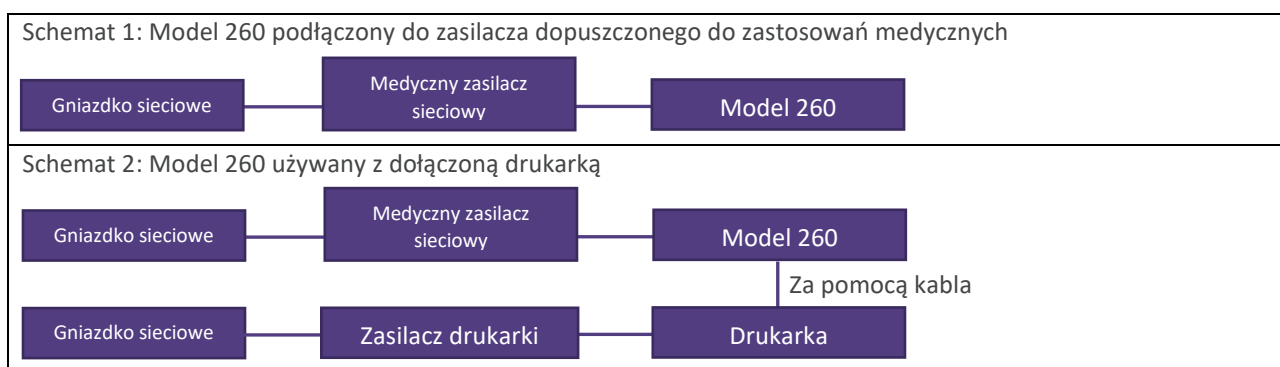 Schemat 1: Model 260 podłączony do zasilacza dopuszczonego do zastosowań medycznych
Gniazdko sieciowe
Medyczny zasilacz
sieciowy
Model 260
Schemat 2: Model 260 używany z dołączoną drukarką
Gniazdko sieciowe
Medyczny zasilacz
sieciowy
Model 260
Za pomocą kabla
Gniazdko sieciowe
Zasilacz drukarki
Drukarka